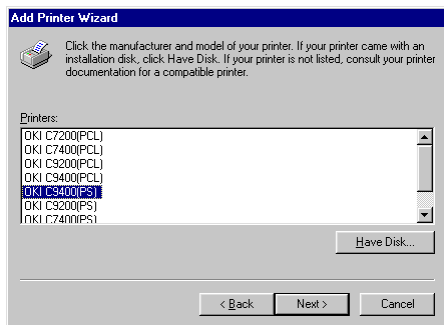 Add Printer Wizard
Click the manufacturer and model of your printer. If your printer came with an
installation disk, click Have Disk. If your printer is not listed, consult your printer
documentation for a compatible printer.
Printers:
OKI C7200(PCL)
OKI C7400(PCL)
OKI C9200(PCL)
OKI C9400(PCL)
OKI C9400(PS)
OKI C9200(PS)
OKI C7400(PS)
Have Disk...
< Back
Next >
Cancel